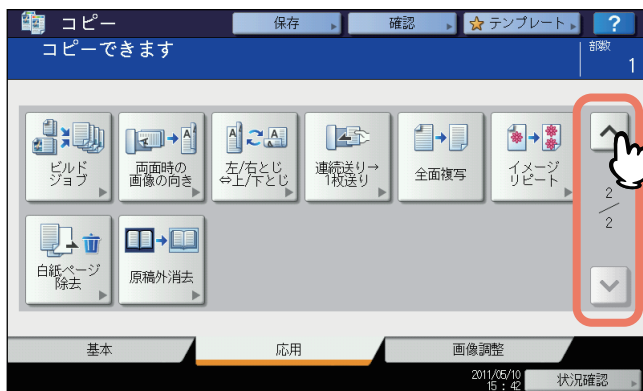 コピー
保存
確認
テンプレート
?
コピーできます
部数
1
ビルド
ジョブ
両面時の
画像の向き
左/右とじ
⇔上/下とじ
連続送り→
1枚送り
全面複写
イメージ
リピート
2
2
白紙ページ
除去
原稿外消去
基本
応用
画像調整
2011/05/10
15:42
状況確認